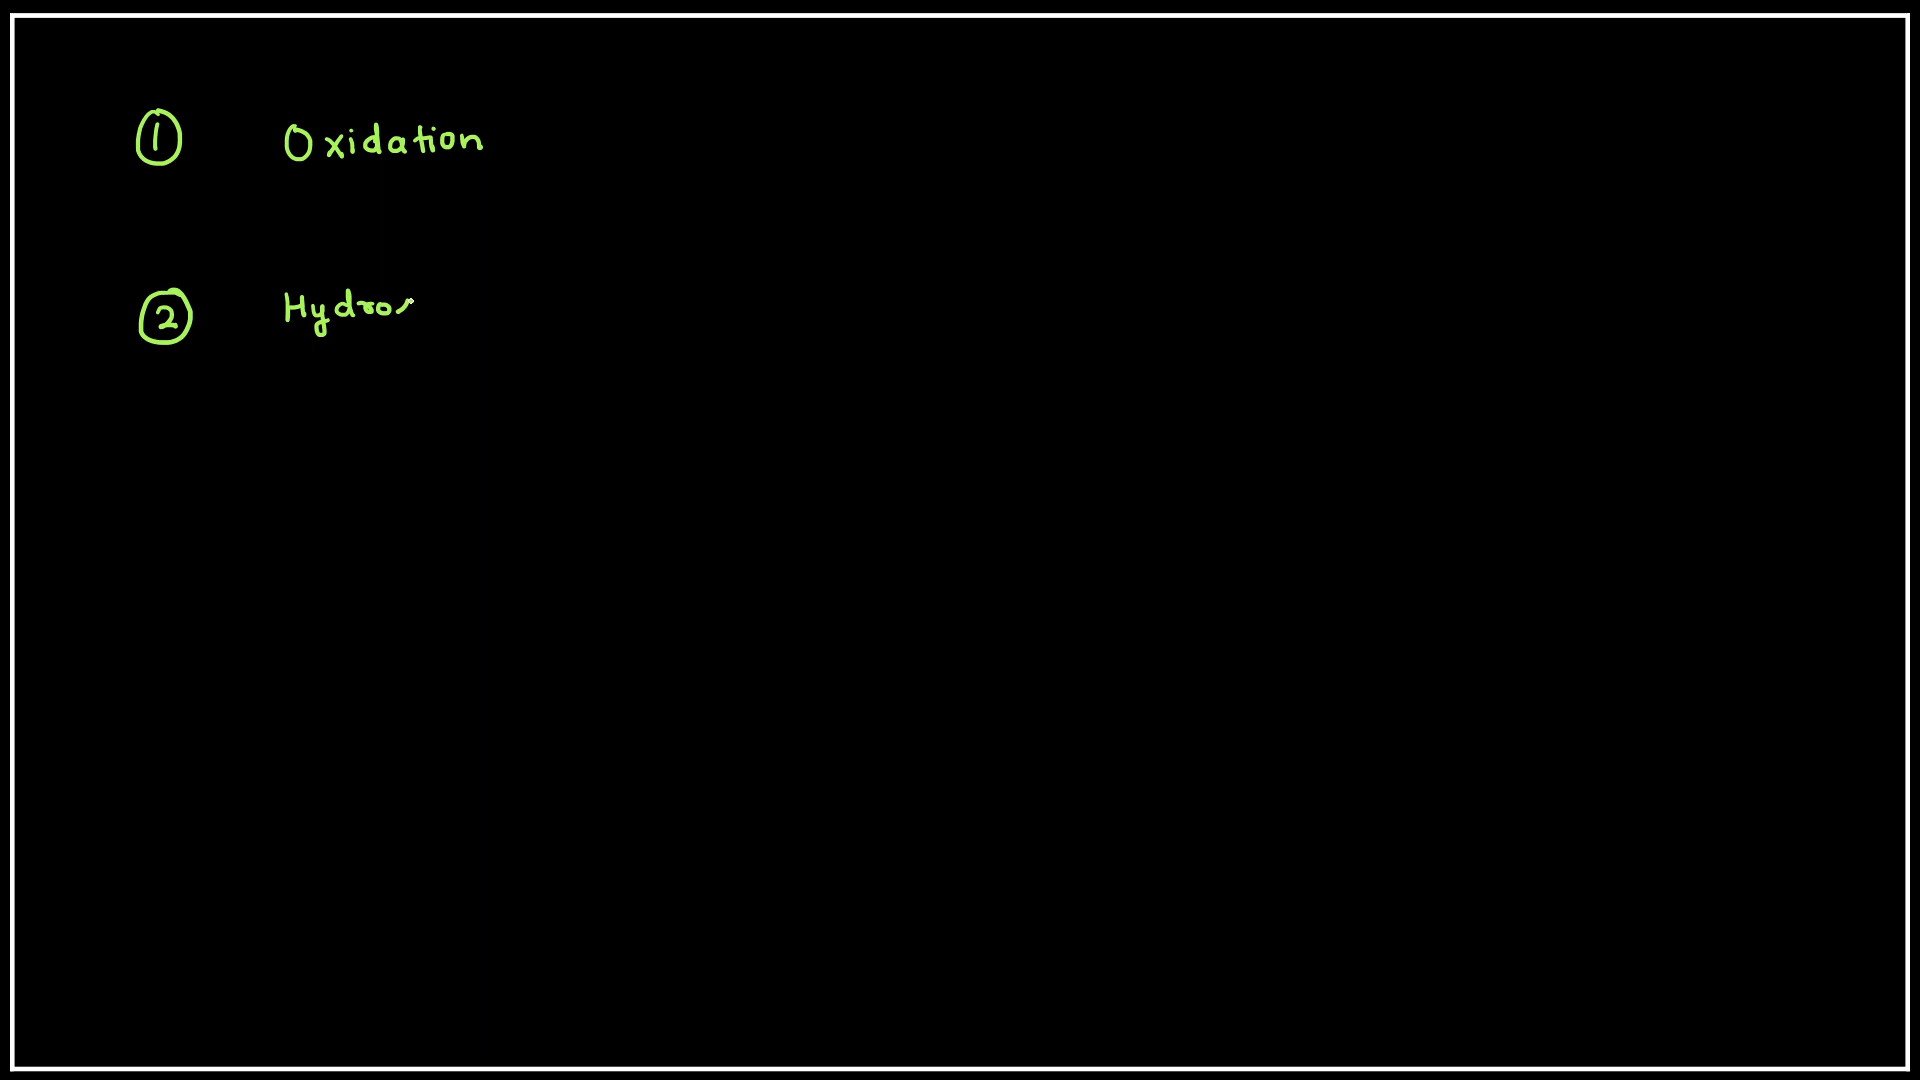 ① Oxidation
② Hydro